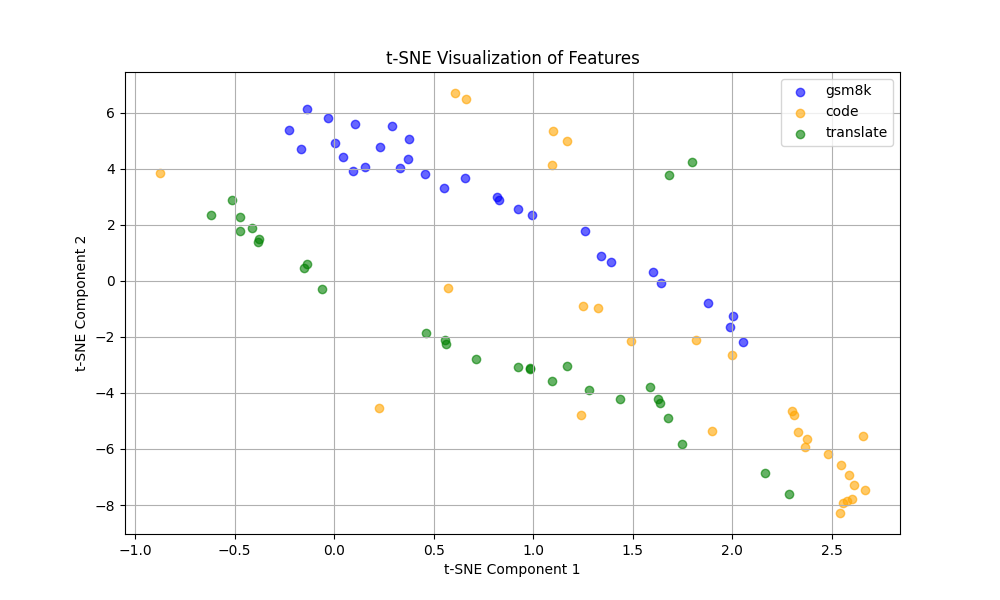 t-SNE Visualization of Features
gsm8k
code
translate
6
4
2
0
−2
−4
−6
−8
t-SNE Component 2
−1.0 −0.5 0.0 0.5 1.0 1.5 2.0 2.5
t-SNE Component 1